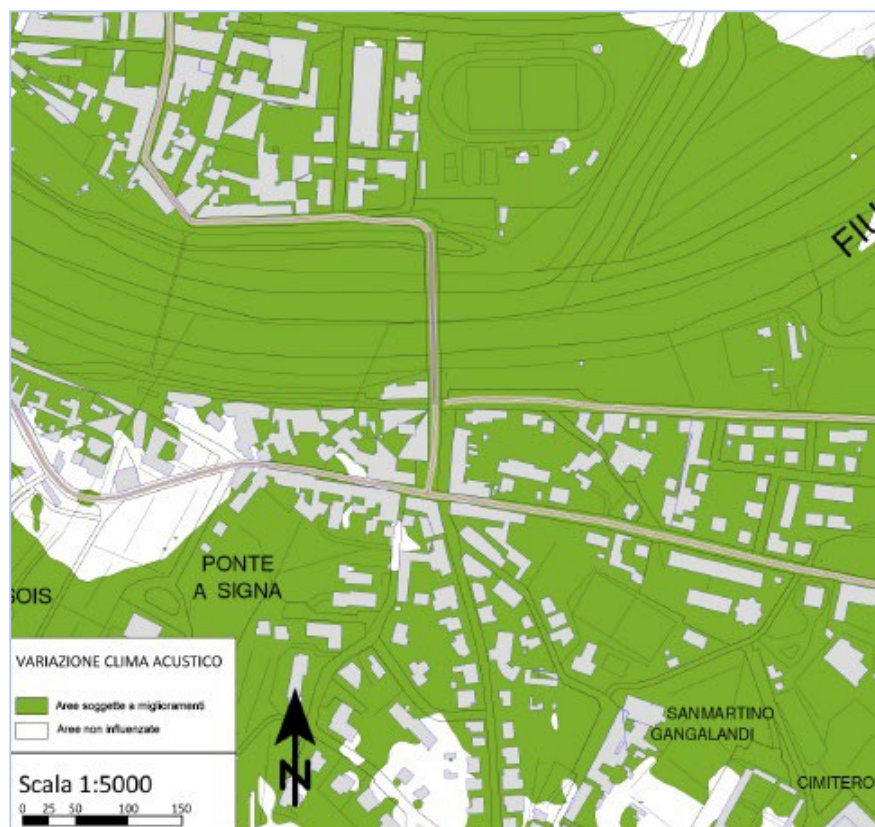 FIU
PONTE
A SIGNA
SOIS
VARIAZIONE CLIMA ACUSTICO
Aree soggette a miglioramenti
Aree non influenzate
N
SANMARTINO
GANGALANDI
CIMITERO
Scala 1:5000
0 25 50 100 150